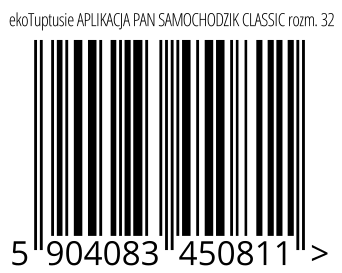 ekoTuptusie APLIKACJA PAN SAMOCHODZIK CLASSIC rozm. 32
5 904083 450811 >